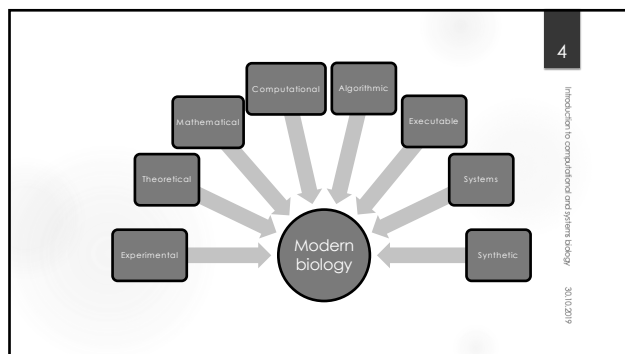 4
Computational
Algorithmic
Mathematical
Executable
Theoretical
Systems
Experimental
Modern
biology
Synthetic
Introduction to computational and systems biology
30.10.2019